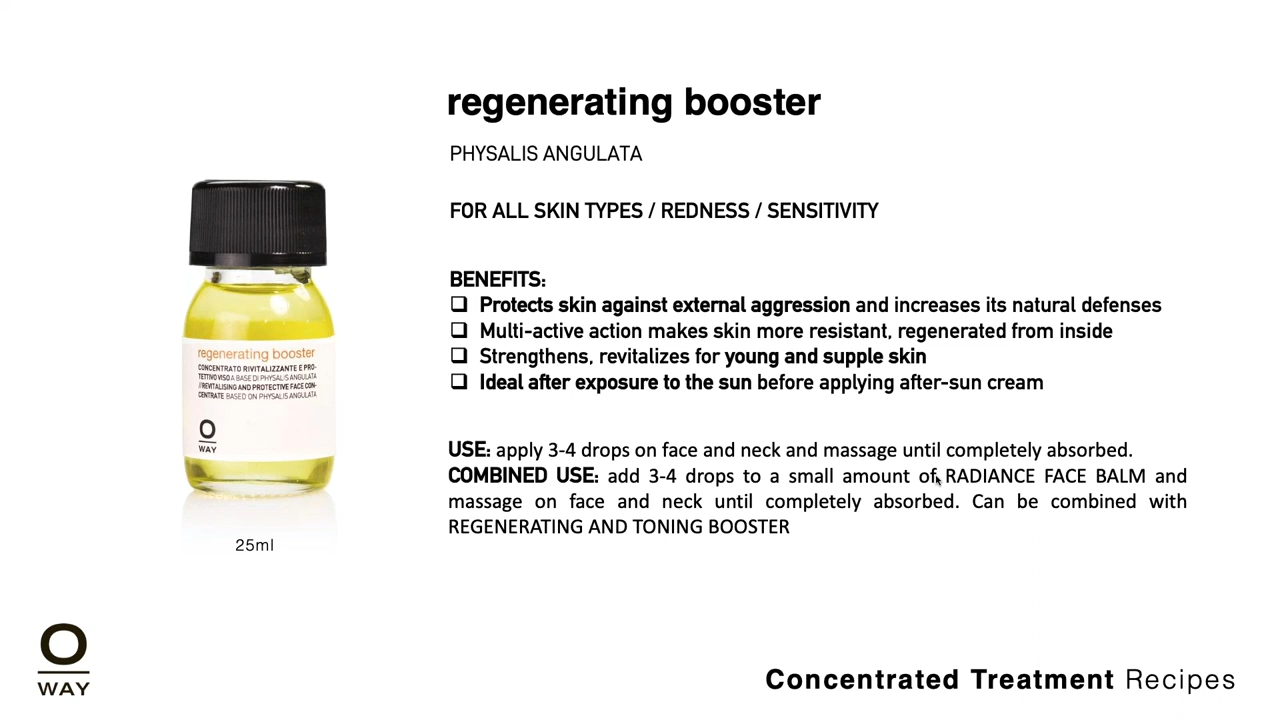 regenerating booster
PHYSALIS ANGULATA
FOR ALL SKIN TYPES / REDNESS / SENSITIVITY
BENEFITS:
Protects skin against external aggression and increases its natural defenses
Multi-active action makes skin more resistant, regenerated from inside
Strengthens, revitalizes for young and supple skin
Ideal after exposure to the sun before applying after-sun cream
USE: apply 3-4 drops on face and neck and massage until completely absorbed.
COMBINED USE: add 3-4 drops to a small amount of RADIANCE FACE BALM and
massage on face and neck until completely absorbed. Can be combined with
REGENERATING AND TONING BOOSTER
regenerating booster
CONCENTRATO RIVITALIZZANTE E PRO-
TETTIVO VISO A BASE DI PHYSALIS ANGULATA
//REVITALISING AND PROTECTIVE FACE CON-
CENTRATE BASED ON PHYSALIS ANGULATA
O
WAY
25ml
O
WAY
Concentrated Treatment Recipes